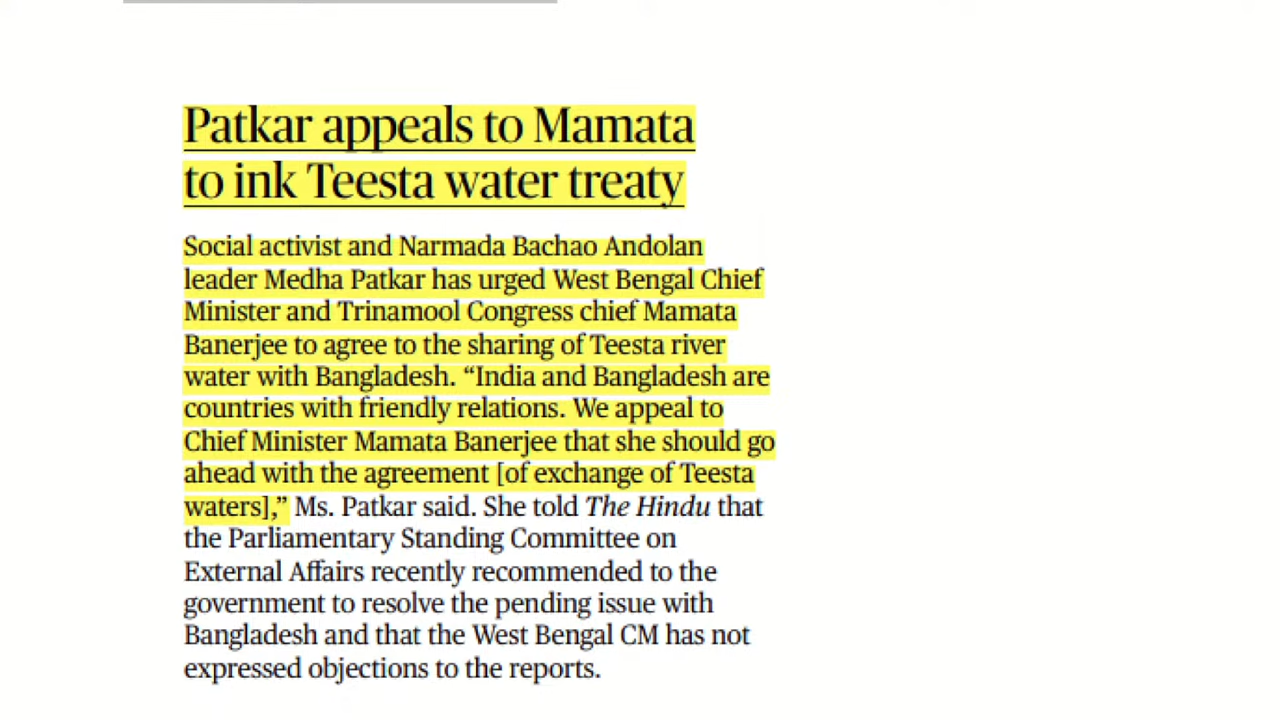 Patkar appeals to Mamata
to ink Teesta water treaty
Social activist and Narmada Bachao Andolan
leader Medha Patkar has urged West Bengal Chief
Minister and Trinamool Congress chief Mamata
Banerjee to agree to the sharing of Teesta river
water with Bangladesh. “India and Bangladesh are
countries with friendly relations. We appeal to
Chief Minister Mamata Banerjee that she should go
ahead with the agreement [of exchange of Teesta
waters],” Ms. Patkar said. She told The Hindu that
the Parliamentary Standing Committee on
External Affairs recently recommended to the
government to resolve the pending issue with
Bangladesh and that the West Bengal CM has not
expressed objections to the reports.